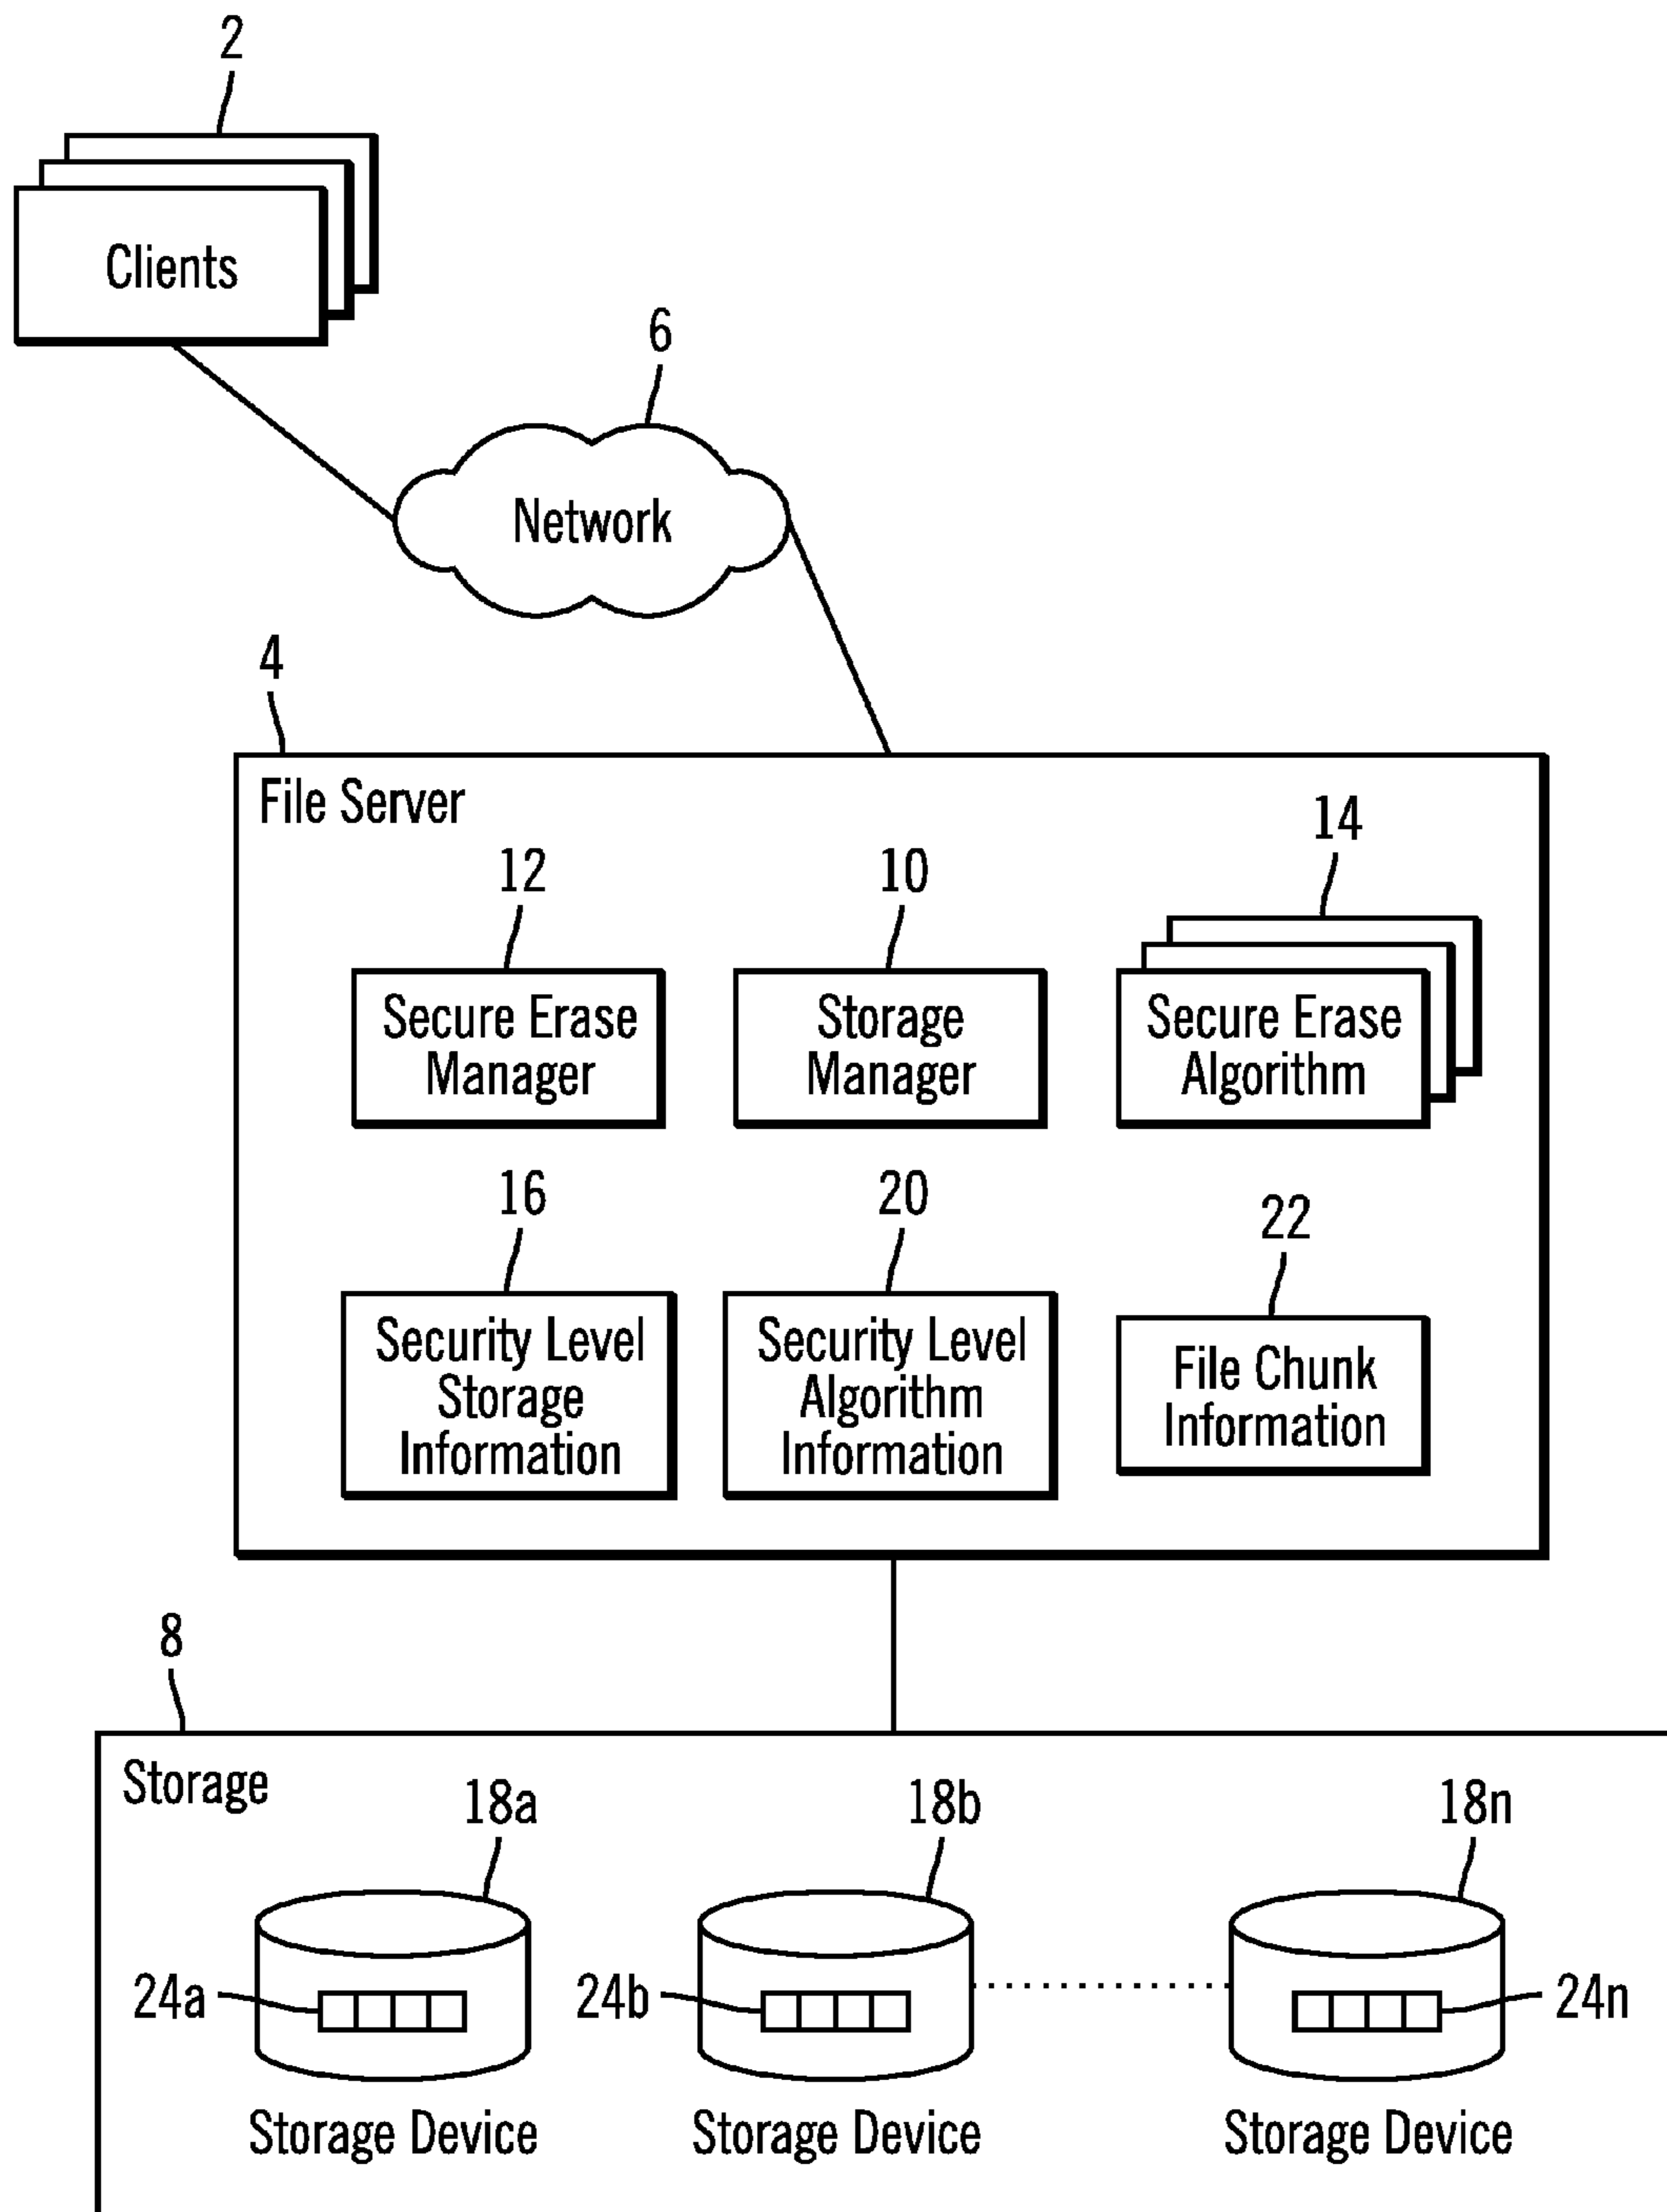 2
Clients
6
Network
4
File Server
12
10
14
Secure Erase
Manager
Storage
Manager
Secure Erase
Algorithm
16
20
22
Security Level
Storage
Information
Security Level
Algorithm
Information
File Chunk
Information
8
Storage
18a
18b
18n
24a
24b
24n
Storage Device
Storage Device
Storage Device